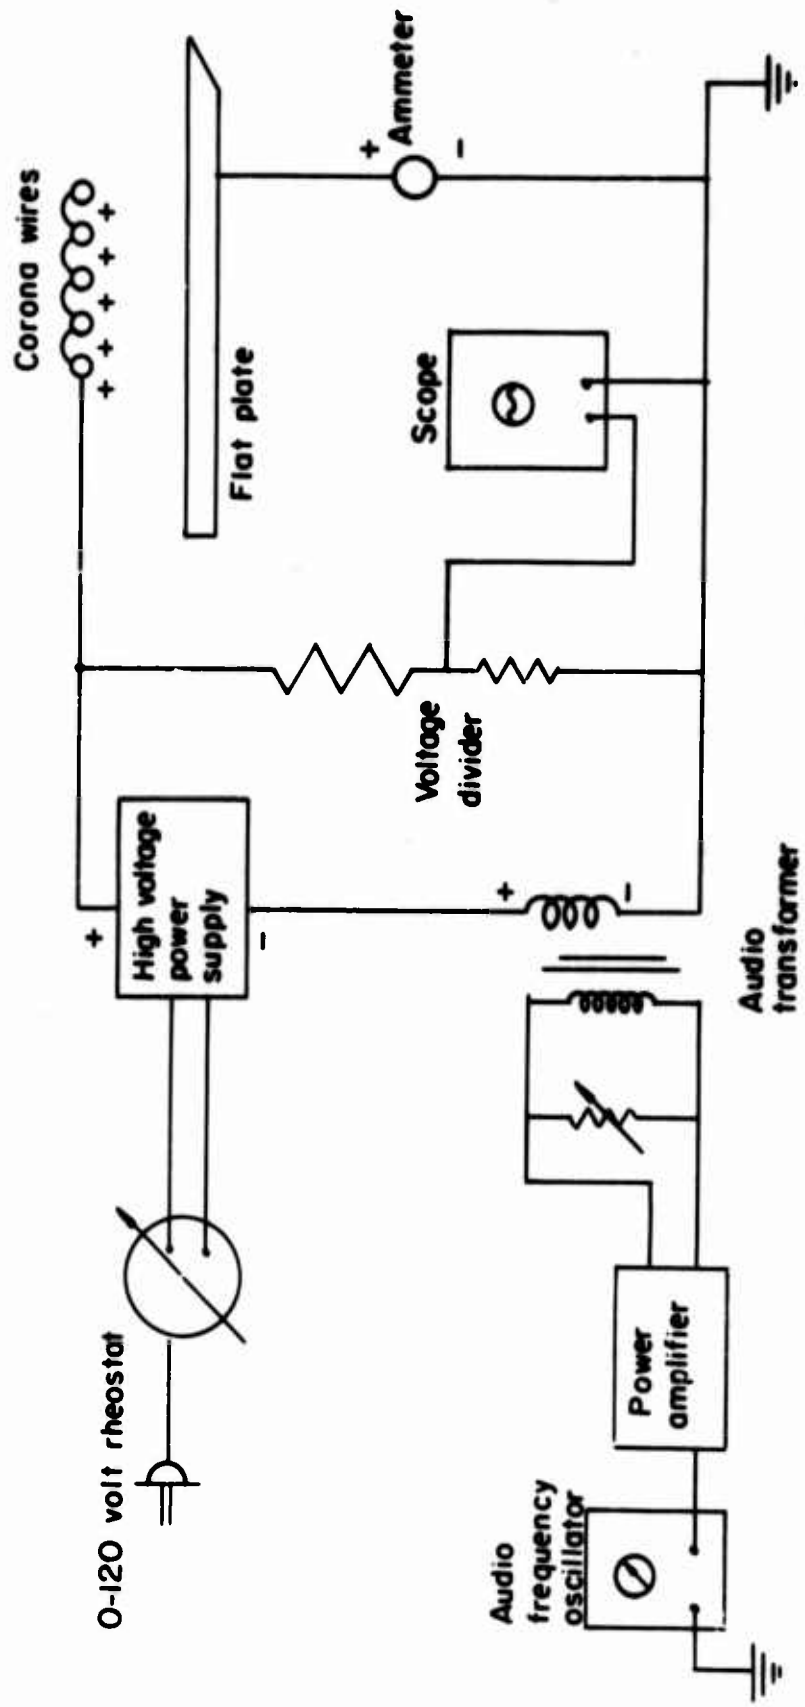 Corona wires
+ + + + +
Flat plate
+
Ammeter
-
Scope
Voltage
divider
+
High voltage
power
supply
-
0-120 volt rheostat
+
-
Audio
transformer
Power
amplifier
Audio
frequency
oscillator